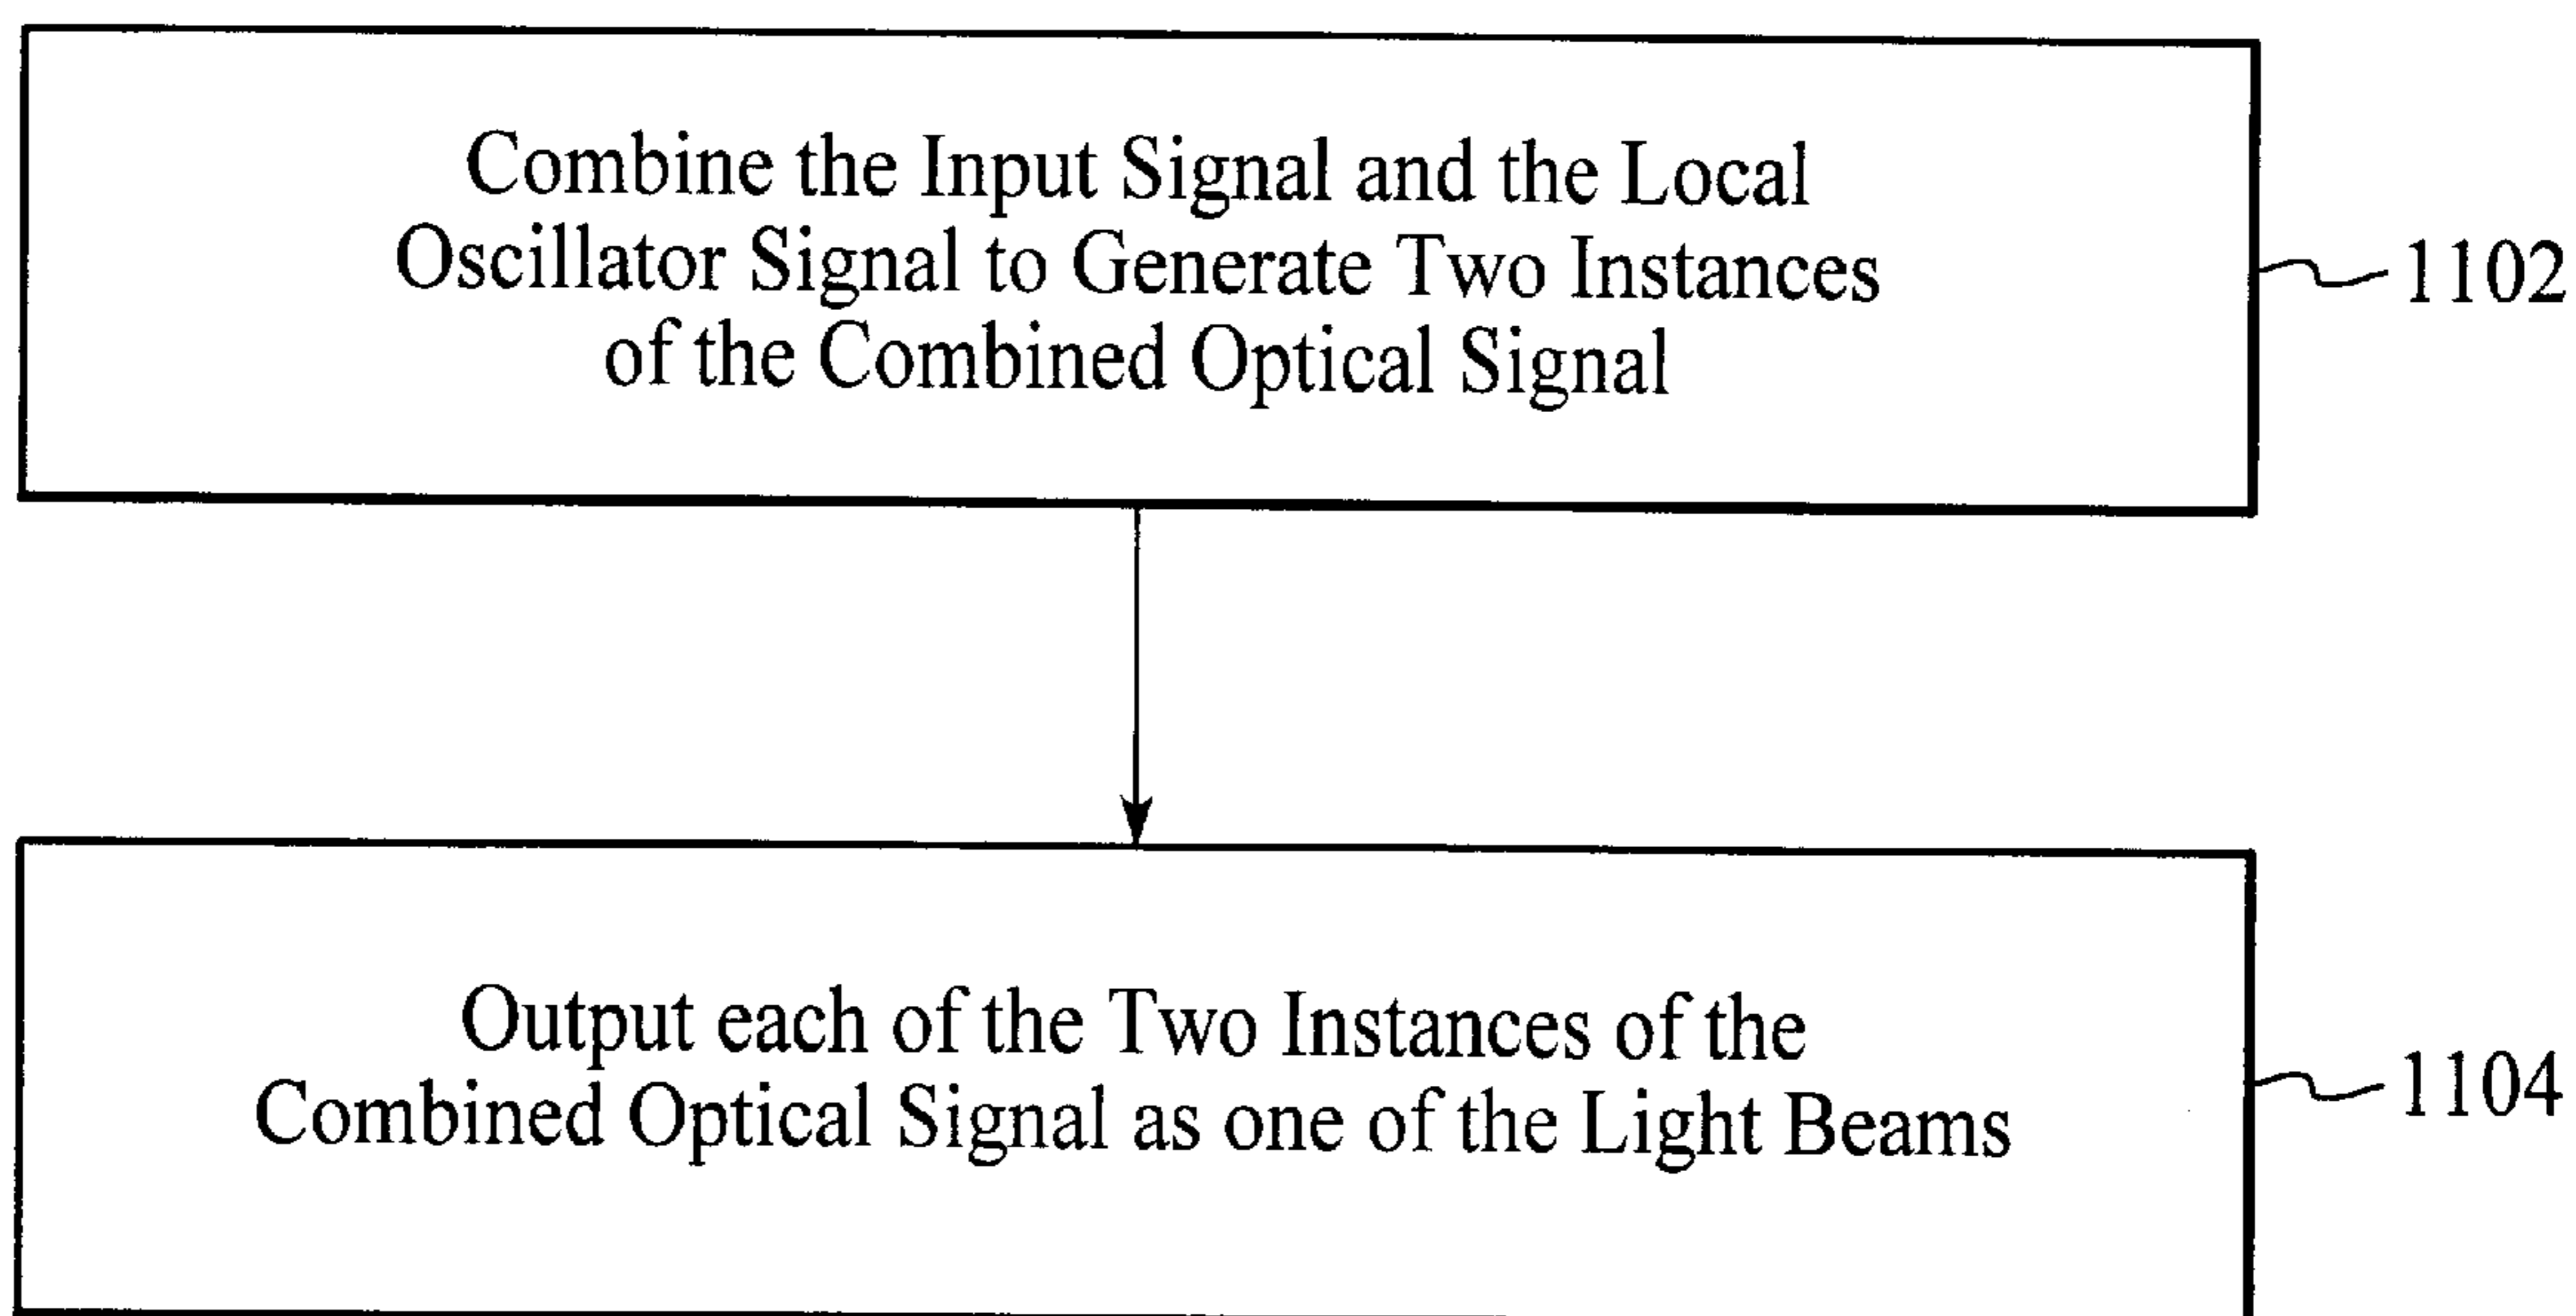 Combine the Input Signal and the Local
Oscillator Signal to Generate Two Instances
of the Combined Optical Signal
1102
Output each of the Two Instances of the
Combined Optical Signal as one of the Light Beams
1104